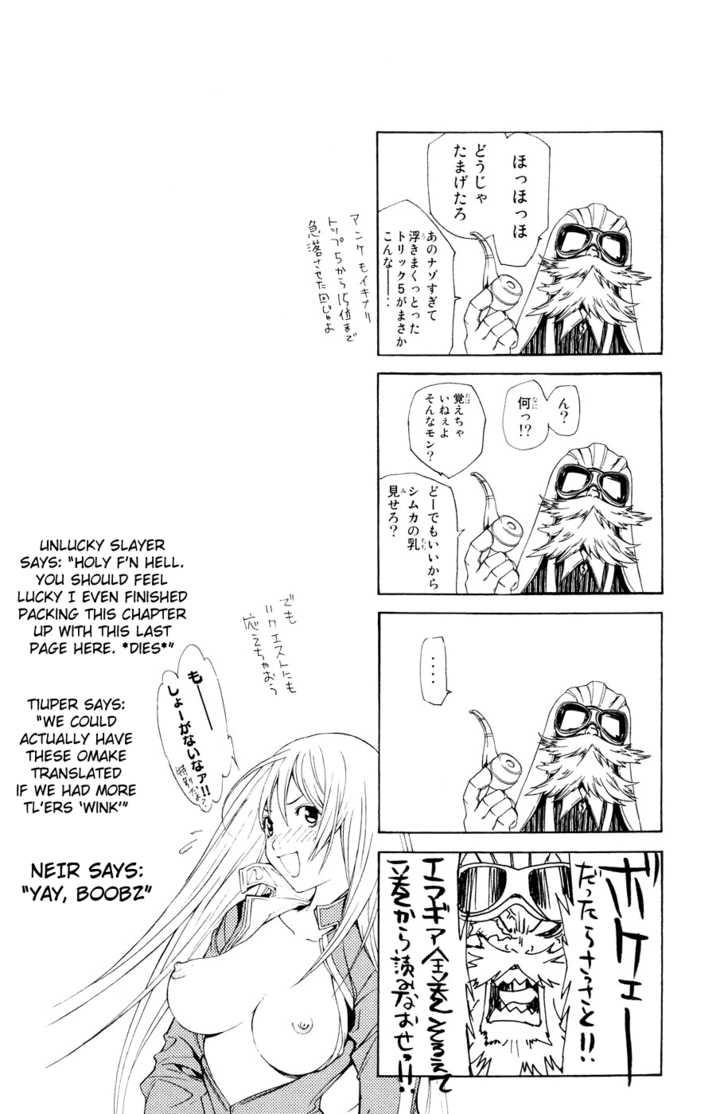 ほっほっほ
どうじゃ
たまげたろ
あのナゾすぎて
浮きまくっとった
トリック5がまさか
こんな───:
アンケもイキナリ
トップ5から15位まで
急落させた回じゃよ
ん?
何っ!?
覚えちゃ
いねぇよ
そんなモン?
どーでもいいから
シムカの乳
見せろ?
‥‥
ボケェー
だったらさっさと!!
エアギア全巻そろえて
一巻から読みなおせっ!!
でも
リクエストにも
応えちゃおう
も───
しょーがないなァ!!
特別だよ?
UNLUCKY SLAYER
SAYS: "HOLY F'N HELL.
YOU SHOULD FEEL
LUCKY I EVEN FINISHED
PACKING THIS CHAPTER
UP WITH THIS LAST
PAGE HERE. *DIES*"
TIUPER SAYS:
"WE COULD
ACTUALLY HAVE
THESE OMAKE
TRANSLATED
IF WE HAD MORE
TL'ERS 'WINK'"
NEIR SAYS:
"YAY, BOOBZ"